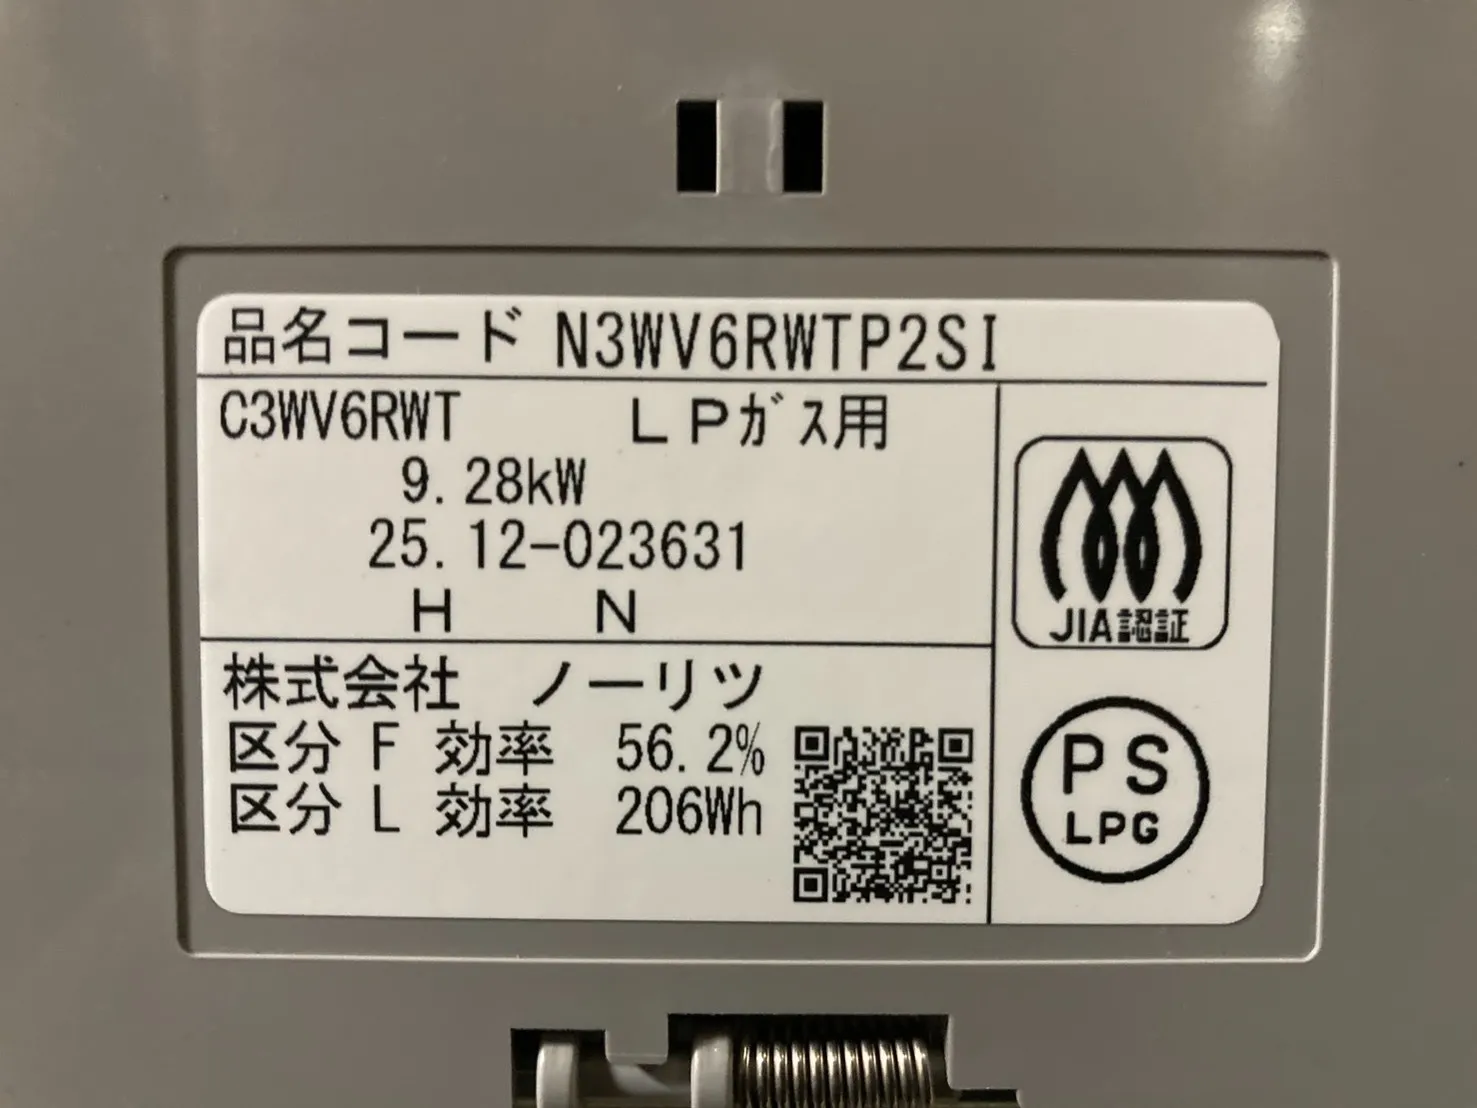 品名コード N3WV6RWTP2SI
C3WV6RWT LPガス用
9.28kW
25.12-023631
H N
JIA認証
株式会社 ノーリツ
区分 F 効率 56.2%
区分 L 効率 206Wh
PS
LPG